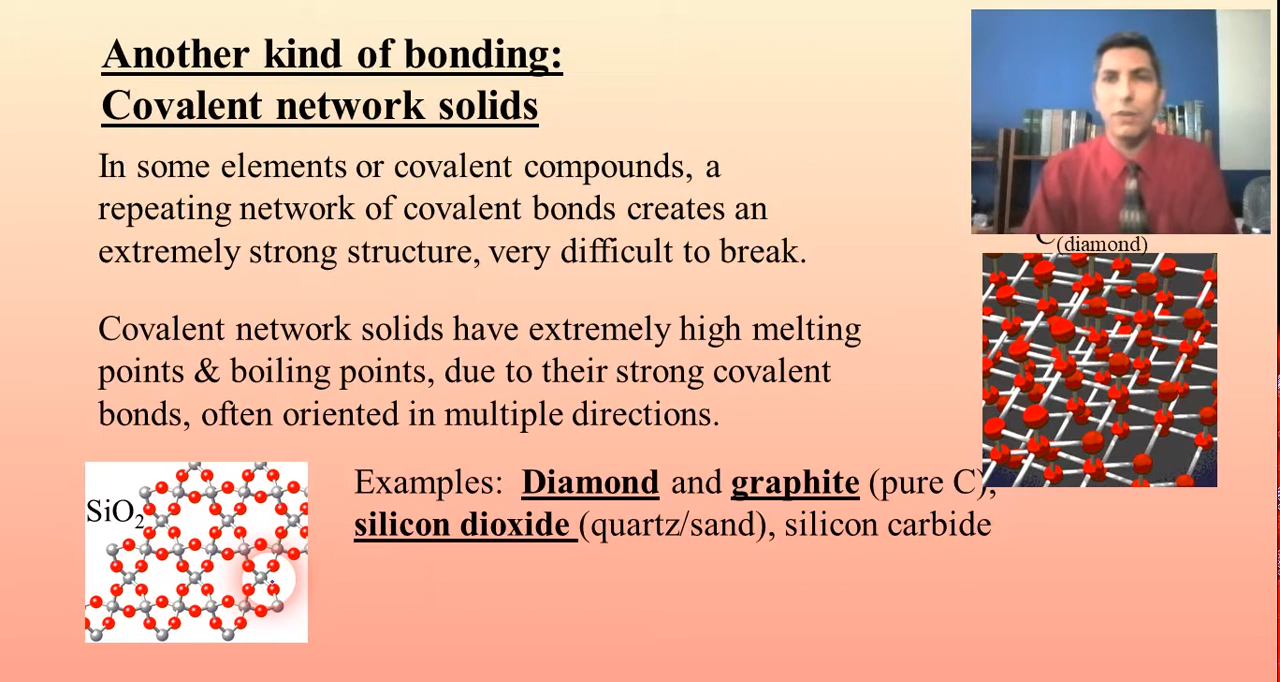 Another kind of bonding:
Covalent network solids
In some elements or covalent compounds, a
repeating network of covalent bonds creates an
extremely strong structure, very difficult to break.
Covalent network solids have extremely high melting
points & boiling points, due to their strong covalent
bonds, often oriented in multiple directions.
Examples: Diamond and graphite (pure C),
silicon dioxide (quartz/sand), silicon carbide
SiO2
C(diamond)